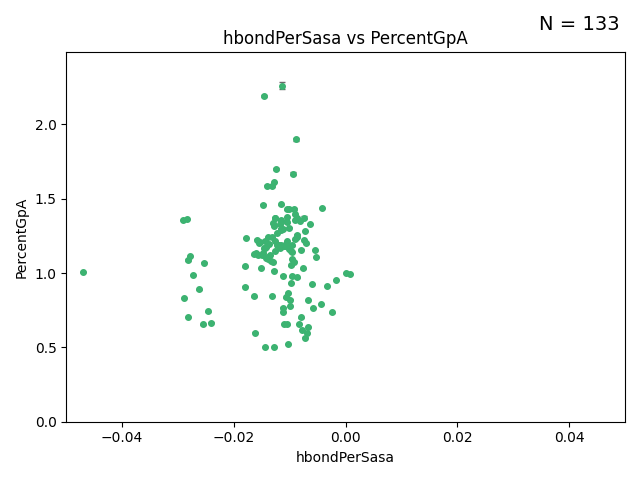 N = 133
hbondPerSasa vs PercentGpA
PercentGpA
2.0
1.5
1.0
0.5
0.0
−0.04 −0.02 0.00 0.02 0.04
hbondPerSasa